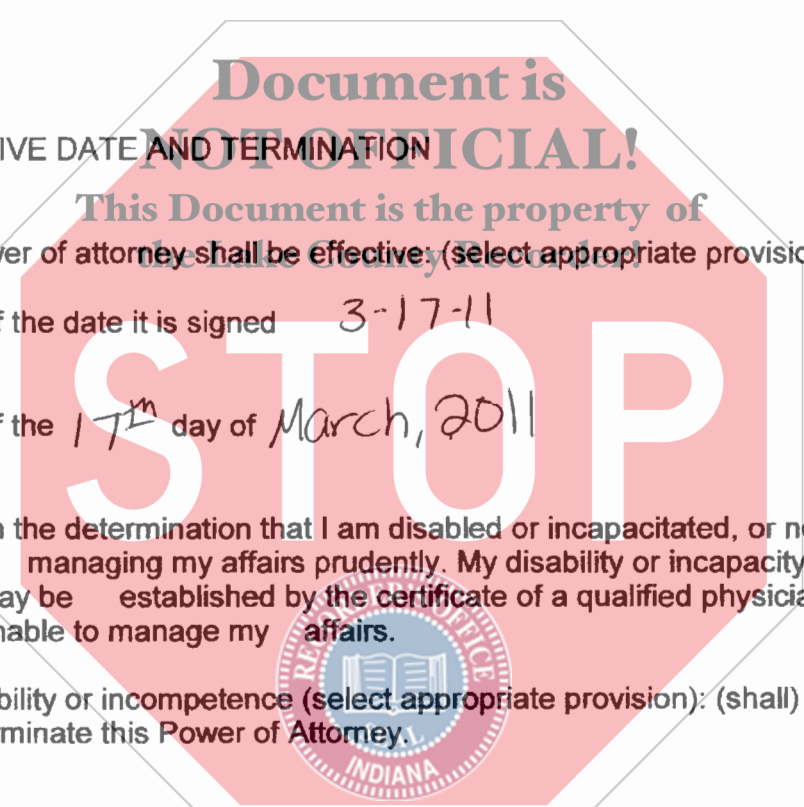 Document is
NOT OFFICIAL!
IVE DATE AND TERMINATION
This Document is the property of
the Lake County Recorder!
er of attorney shall be effective: (select appropriate provisio
f the date it is signed 3-17-11
STOP
f the 17th day of March, 2011
the determination that I am disabled or incapacitated, or
managing my affairs prudently. My disability or incapacity
ay be established by the certificate of a qualified physicia
nable to manage my affairs.
RECORDER OFFICE
bility or incompetence (select appropriate provision): (shall)
SEAL
minate this Power of Attorney.
INDIANA